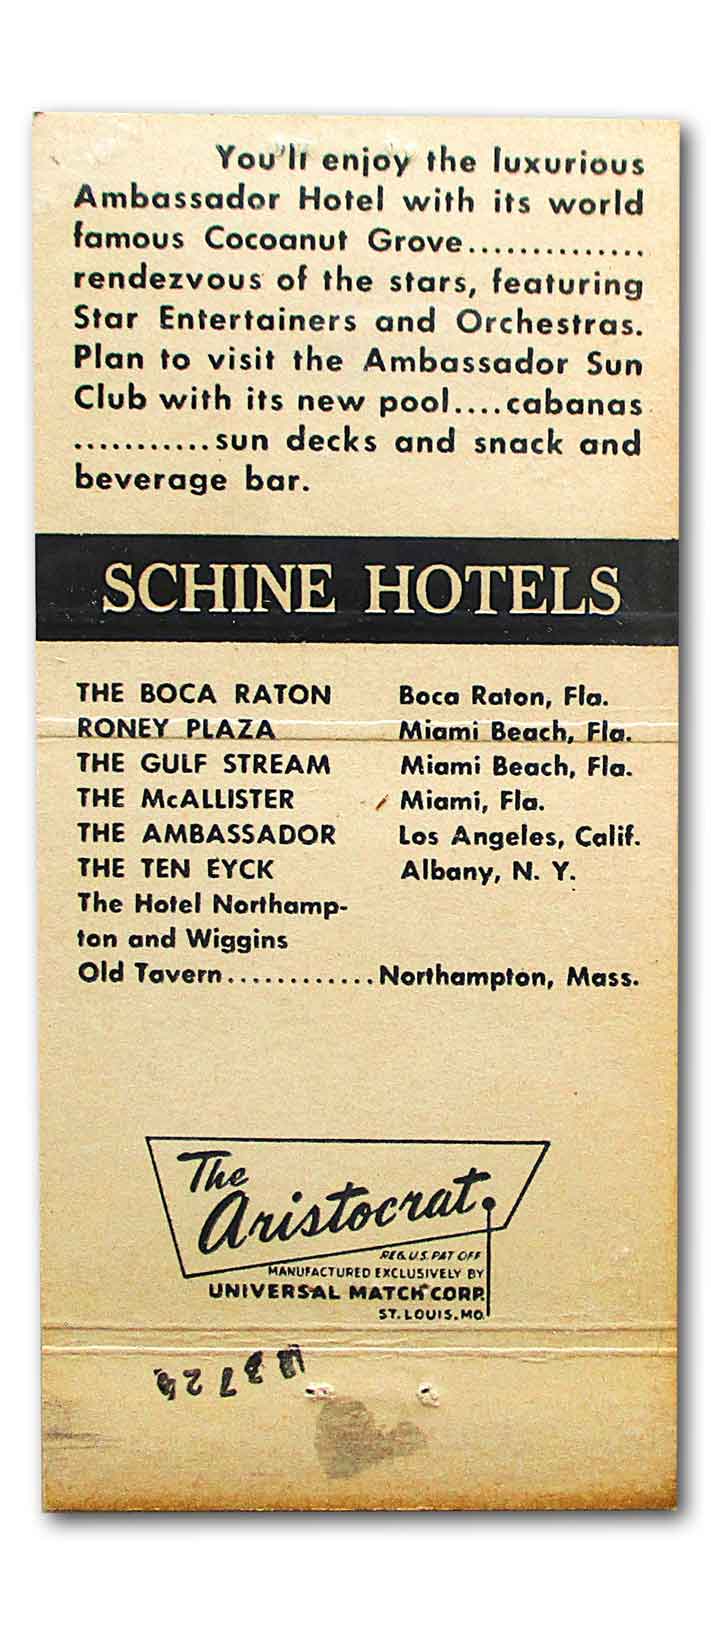 You'll enjoy the luxurious
Ambassador Hotel with its world
famous Cocoanut Grove..............
rendezvous of the stars, featuring
Star Entertainers and Orchestras.
Plan to visit the Ambassador Sun
Club with its new pool....cabanas
...........sun decks and snack and
beverage bar.
SCHINE HOTELS
THE BOCA RATON Boca Raton, Fla.
RONEY PLAZA Miami Beach, Fla.
THE GULF STREAM Miami Beach, Fla.
THE McALLISTER Miami, Fla.
THE AMBASSADOR Los Angeles, Calif.
THE TEN EYCK Albany, N. Y.
The Hotel Northamp-
ton and Wiggins
Old Tavern............Northampton, Mass.
The
Aristocrat
REG. U.S. PAT OFF
MANUFACTURED EXCLUSIVELY BY
UNIVERSAL MATCH CORP.
ST. LOUIS, MO.